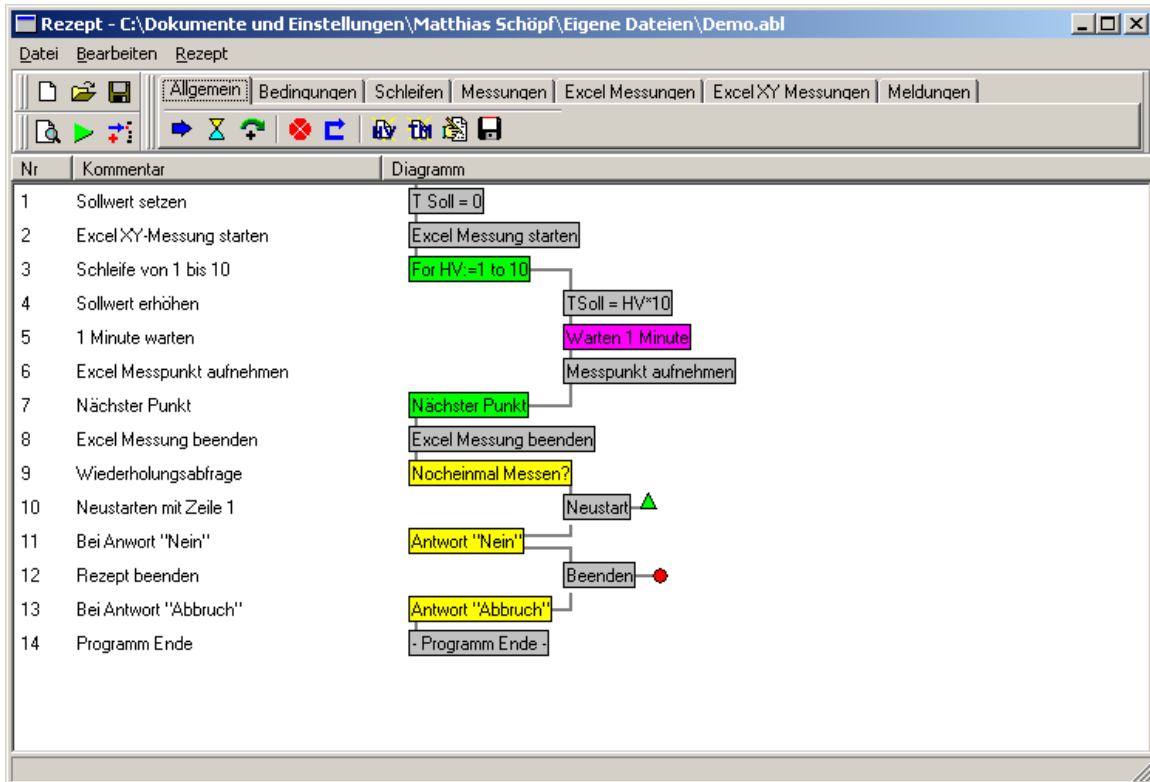 Rezept - C:\Dokumente und Einstellungen\Matthias Schöpf\Eigene Dateien\Demo.abl
Datei Bearbeiten Rezept
Allgemein Bedingungen Schleifen Messungen Excel Messungen Excel XY Messungen Meldungen
HV TM
Nr Kommentar Diagramm
1 Sollwert setzen T Soll = 0
2 Excel XY-Messung starten Excel Messung starten
3 Schleife von 1 bis 10 For HV:=1 to 10
4 Sollwert erhöhen TSoll = HV*10
5 1 Minute warten Warten 1 Minute
6 Excel Messpunkt aufnehmen Messpunkt aufnehmen
7 Nächster Punkt Nächster Punkt
8 Excel Messung beenden Excel Messung beenden
9 Wiederholungsabfrage Nocheinmal Messen?
10 Neustarten mit Zeile 1 Neustart
11 Bei Anwort "Nein" Antwort "Nein"
12 Rezept beenden Beenden
13 Bei Antwort "Abbruch" Antwort "Abbruch"
14 Programm Ende - Programm Ende -